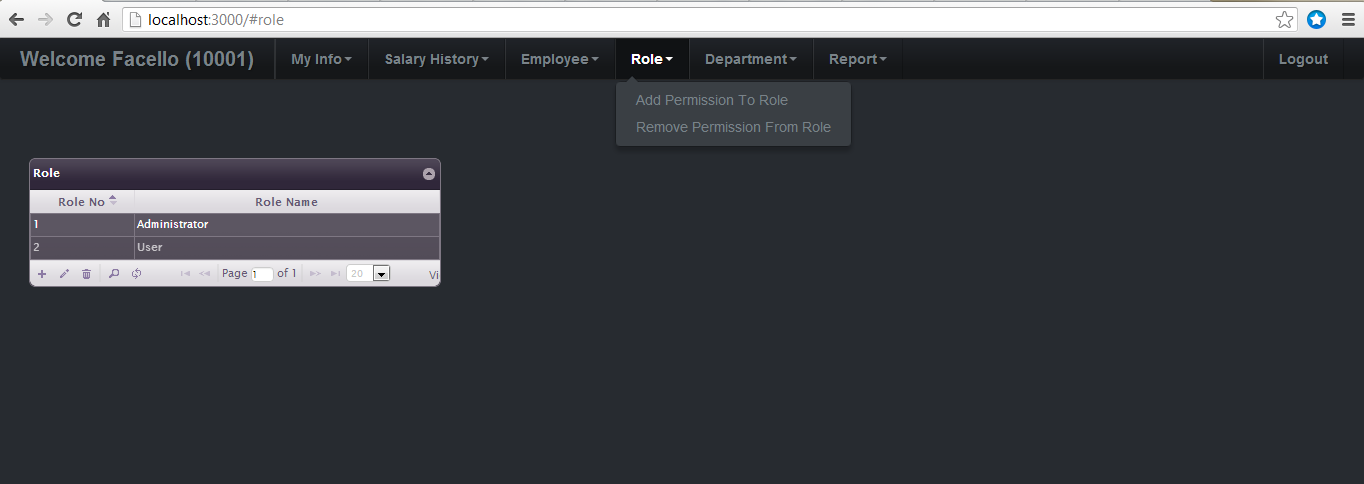 localhost:3000/#role
Welcome Facello (10001) My Info Salary History Employee Role Department Report Logout
Add Permission To Role
Remove Permission From Role
Role
Role No Role Name
1 Administrator
2 User
Page 1 of 1 20 Vi